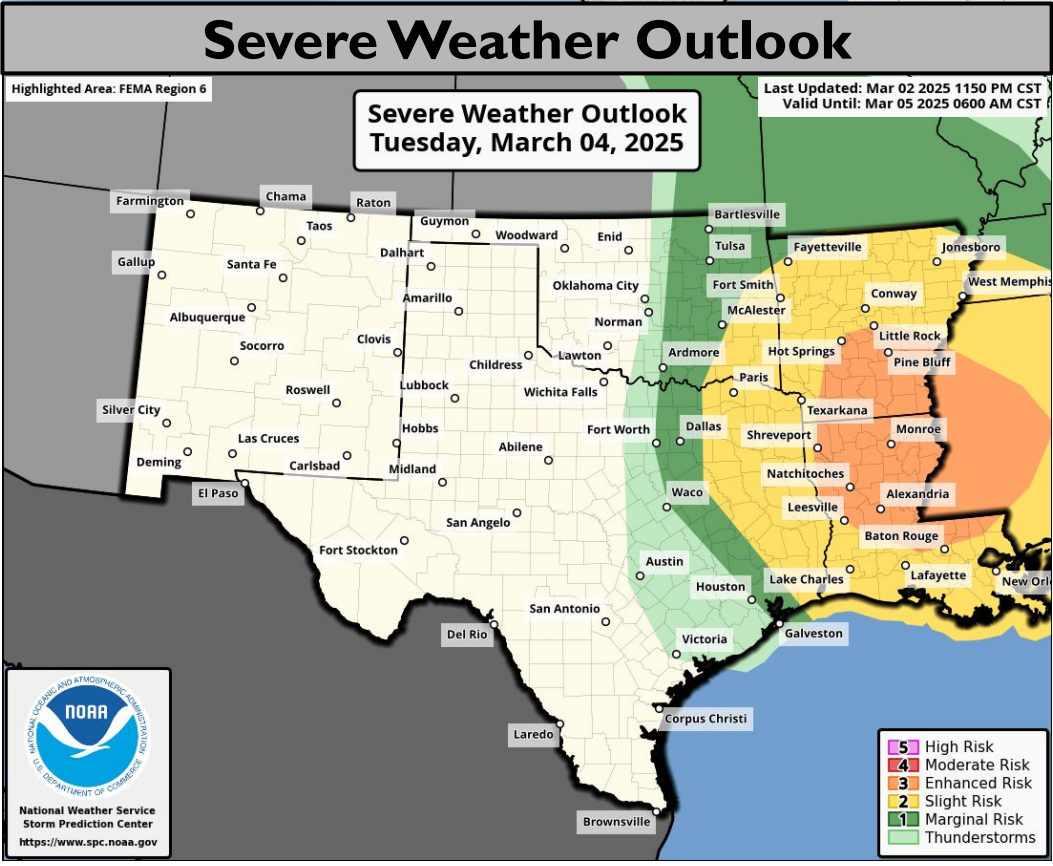 Severe Weather Outlook
Highlighted Area: FEMA Region 6
Last Updated: Mar 02 2025 1150 PM CST
Valid Until: Mar 05 2025 0600 AM CST
Severe Weather Outlook
Tuesday, March 04, 2025
Farmington
Chama
Raton
Taos
Guymon
Woodward
Enid
Bartlesville
Tulsa
Fayetteville
Jonesboro
Gallup
Santa Fe
Dalhart
Oklahoma City
Fort Smith
Conway
West Memphis
Albuquerque
Amarillo
Norman
McAlester
Socorro
Clovis
Childress
Lawton
Ardmore
Hot Springs
Little Rock
Pine Bluff
Roswell
Lubbock
Wichita Falls
Paris
Texarkana
Silver City
Las Cruces
Hobbs
Abilene
Fort Worth
Dallas
Shreveport
Monroe
Deming
Carlsbad
Midland
Natchitoches
El Paso
San Angelo
Waco
Leesville
Alexandria
Fort Stockton
Baton Rouge
Austin
Houston
Lake Charles
Lafayette
New Orl
San Antonio
Del Rio
Victoria
Galveston
Laredo
Corpus Christi
Brownsville
NATIONAL OCEANIC AND ATMOSPHERIC ADMINISTRATION
NOAA
U.S. DEPARTMENT OF COMMERCE
National Weather Service
Storm Prediction Center
https://www.spc.noaa.gov
5 High Risk
4 Moderate Risk
3 Enhanced Risk
2 Slight Risk
1 Marginal Risk
Thunderstorms